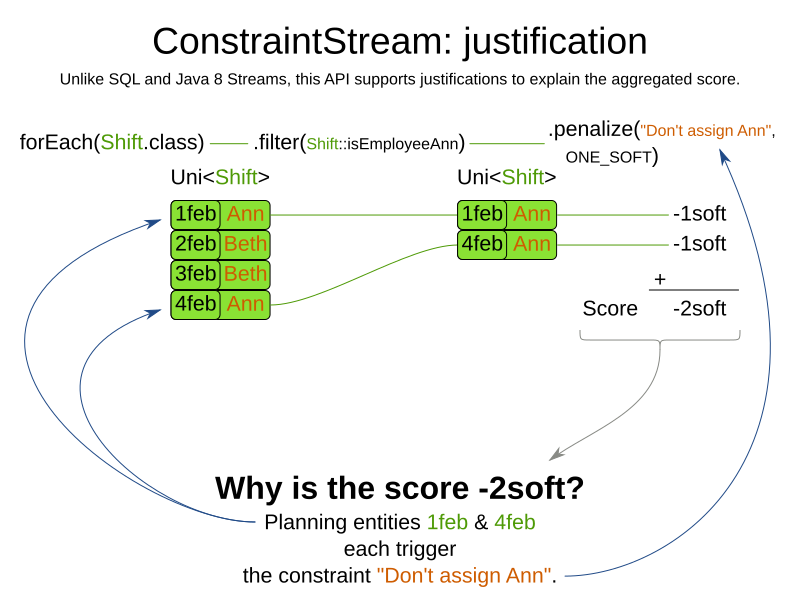 ConstraintStream: justification
Unlike SQL and Java 8 Streams, this API supports justifications to explain the aggregated score.
forEach(Shift.class) .filter(Shift::isEmployeeAnn) .penalize("Don't assign Ann",
ONE_SOFT)
Uni<Shift> Uni<Shift>
1feb Ann 1feb Ann -1soft
2feb Beth 4feb Ann -1soft
3feb Beth +
4feb Ann Score -2soft
Why is the score -2soft?
Planning entities 1feb & 4feb
each trigger
the constraint "Don't assign Ann".